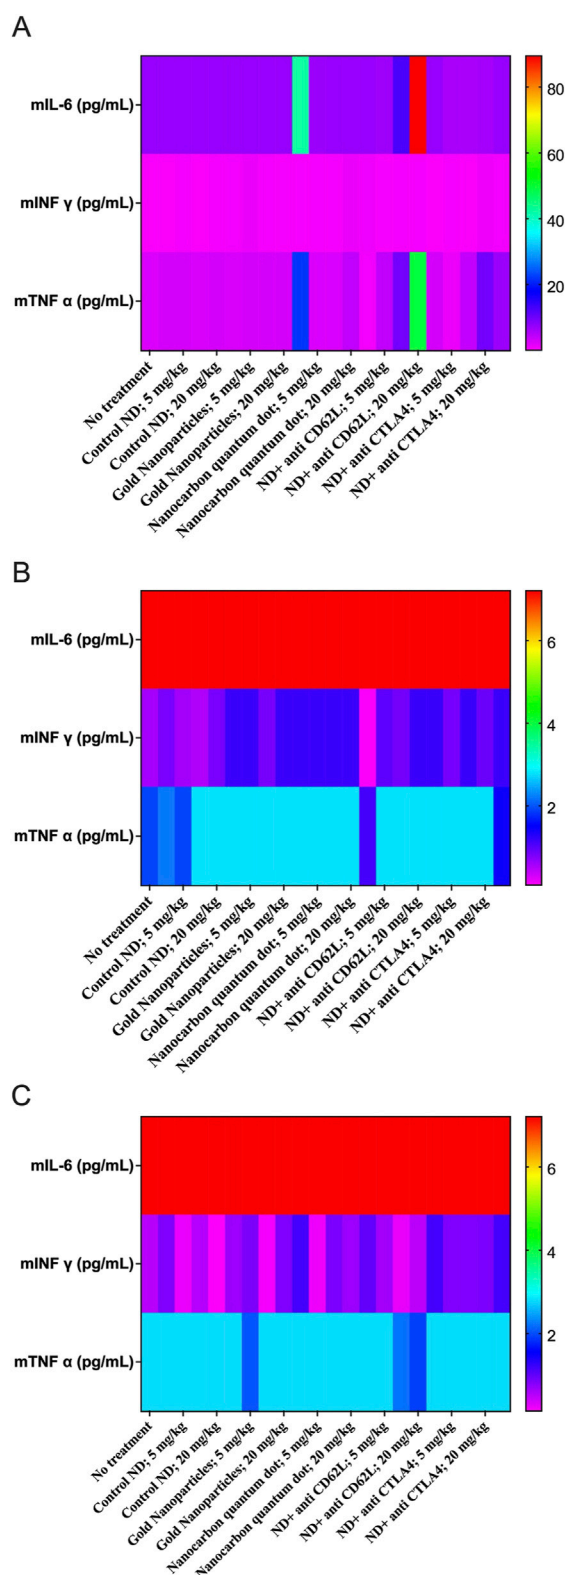 A
mIL-6 (pg/mL)
mINF γ (pg/mL)
mTNF α (pg/mL)
80
60
40
20
No treatment
Control ND; 5 mg/kg
Control ND; 20 mg/kg
Gold Nanoparticles; 5 mg/kg
Gold Nanoparticles; 20 mg/kg
Nanocarbon quantum dot; 5 mg/kg
Nanocarbon quantum dot; 20 mg/kg
ND+ anti CD62L; 5 mg/kg
ND+ anti CD62L; 20 mg/kg
ND+ anti CTLA4; 5 mg/kg
ND+ anti CTLA4; 20 mg/kg
B
mIL-6 (pg/mL)
mINF γ (pg/mL)
mTNF α (pg/mL)
6
4
2
No treatment
Control ND; 5 mg/kg
Control ND; 20 mg/kg
Gold Nanoparticles; 5 mg/kg
Gold Nanoparticles; 20 mg/kg
Nanocarbon quantum dot; 5 mg/kg
Nanocarbon quantum dot; 20 mg/kg
ND+ anti CD62L; 5 mg/kg
ND+ anti CD62L; 20 mg/kg
ND+ anti CTLA4; 5 mg/kg
ND+ anti CTLA4; 20 mg/kg
C
mIL-6 (pg/mL)
mINF γ (pg/mL)
mTNF α (pg/mL)
6
4
2
No treatment
Control ND; 5 mg/kg
Control ND; 20 mg/kg
Gold Nanoparticles; 5 mg/kg
Gold Nanoparticles; 20 mg/kg
Nanocarbon quantum dot; 5 mg/kg
Nanocarbon quantum dot; 20 mg/kg
ND+ anti CD62L; 5 mg/kg
ND+ anti CD62L; 20 mg/kg
ND+ anti CTLA4; 5 mg/kg
ND+ anti CTLA4; 20 mg/kg